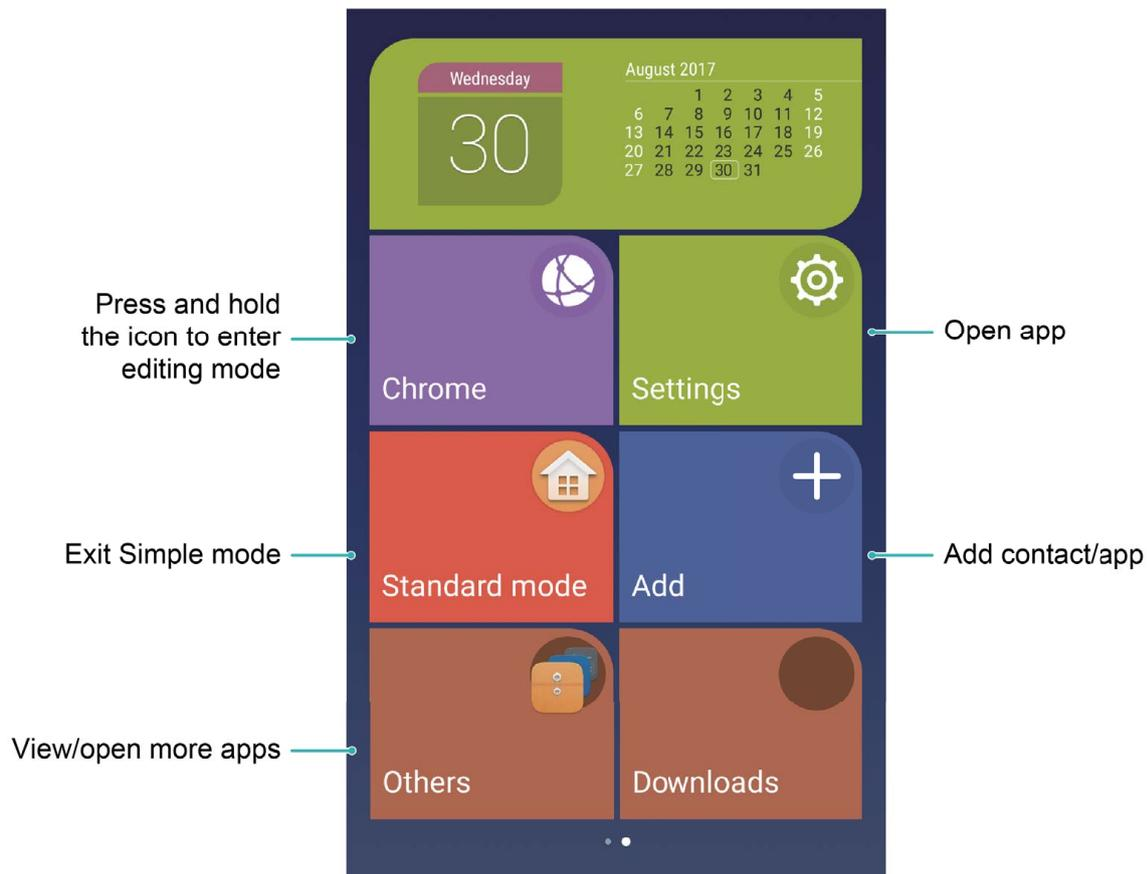 Wednesday
30
August 2017
1 2 3 4 5
6 7 8 9 10 11 12
13 14 15 16 17 18 19
20 21 22 23 24 25 26
27 28 29 30 31
Press and hold
the icon to enter
editing mode
Chrome
Settings
Open app
Exit Simple mode
Standard mode
Add
Add contact/app
View/open more apps
Others
Downloads